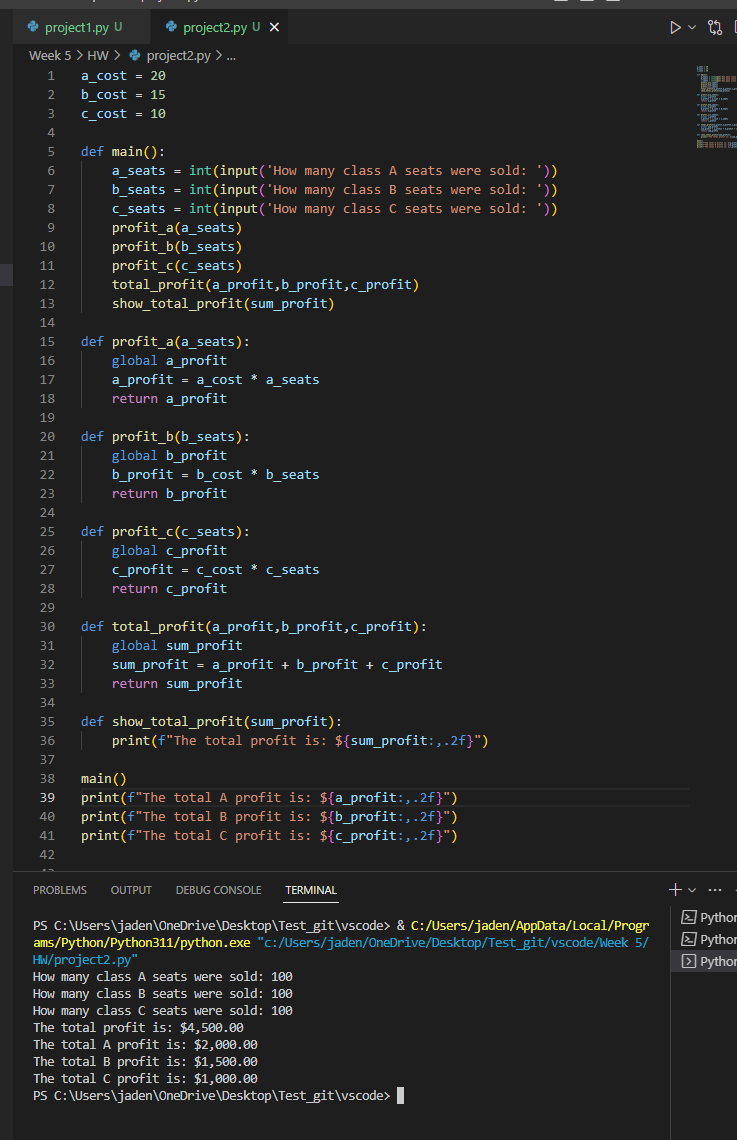 project1.py U project2.py U ×
Week 5 > HW > project2.py > ...
1 a_cost = 20
2 b_cost = 15
3 c_cost = 10
4
5 def main():
6 a_seats = int(input('How many class A seats were sold: '))
7 b_seats = int(input('How many class B seats were sold: '))
8 c_seats = int(input('How many class C seats were sold: '))
9 profit_a(a_seats)
10 profit_b(b_seats)
11 profit_c(c_seats)
12 total_profit(a_profit,b_profit,c_profit)
13 show_total_profit(sum_profit)
14
15 def profit_a(a_seats):
16 global a_profit
17 a_profit = a_cost * a_seats
18 return a_profit
19
20 def profit_b(b_seats):
21 global b_profit
22 b_profit = b_cost * b_seats
23 return b_profit
24
25 def profit_c(c_seats):
26 global c_profit
27 c_profit = c_cost * c_seats
28 return c_profit
29
30 def total_profit(a_profit,b_profit,c_profit):
31 global sum_profit
32 sum_profit = a_profit + b_profit + c_profit
33 return sum_profit
34
35 def show_total_profit(sum_profit):
36 print(f"The total profit is: ${sum_profit:,.2f}")
37
38 main()
39 print(f"The total A profit is: ${a_profit:,.2f}")
40 print(f"The total B profit is: ${b_profit:,.2f}")
41 print(f"The total C profit is: ${c_profit:,.2f}")
42
PROBLEMS OUTPUT DEBUG CONSOLE TERMINAL
PS C:\Users\jaden\OneDrive\Desktop\Test_git\vscode> & C:/Users/jaden/AppData/Local/Progr
ams/Python/Python311/python.exe "c:/Users/jaden/OneDrive/Desktop/Test_git/vscode/Week 5/
HW/project2.py"
How many class A seats were sold: 100
How many class B seats were sold: 100
How many class C seats were sold: 100
The total profit is: $4,500.00
The total A profit is: $2,000.00
The total B profit is: $1,500.00
The total C profit is: $1,000.00
PS C:\Users\jaden\OneDrive\Desktop\Test_git\vscode>
Python
Python
Python